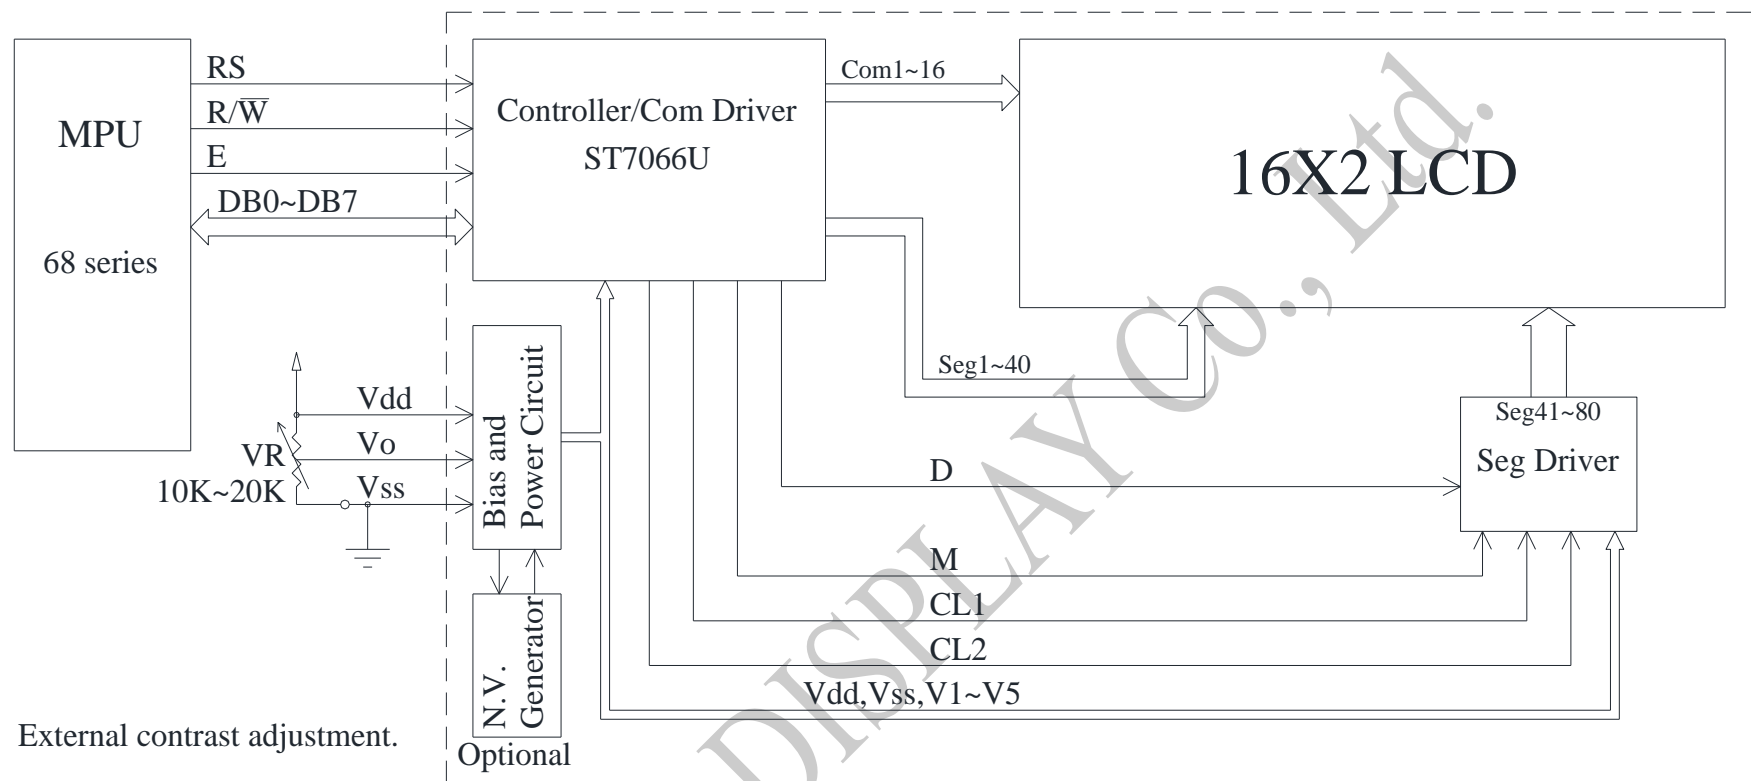 MPU
68 series
RS
R/W̅
E
DB0~DB7
Controller/Com Driver
ST7066U
Com1~16
16X2 LCD
Seg1~40
Seg41~80
Seg Driver
Vdd
Vo
Vss
VR
10K~20K
Bias and
Power Circuit
D
M
CL1
CL2
Vdd,Vss,V1~V5
N.V.
Generator
Optional
External contrast adjustment.
DISPLAY Co., Ltd.